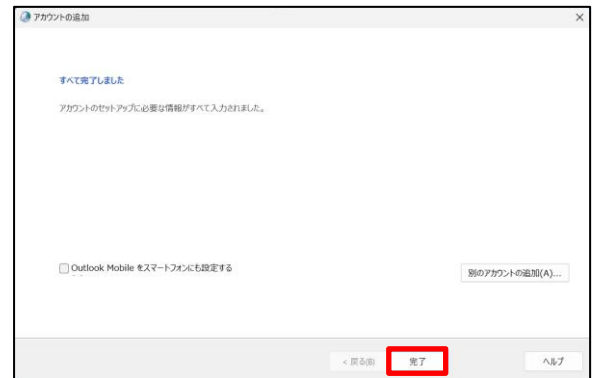 アカウントの追加
すべて完了しました
アカウントのセットアップに必要な情報がすべて入力されました。
Outlook Mobile をスマートフォンにも設定する
別のアカウントの追加(A)...
< 戻る(B)
完了
ヘルプ